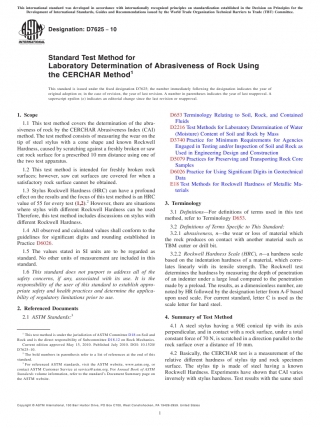 This international standard was developed in accordance with internationally recognized principles on standardization established in the Decision on Principles for the
Development of International Standards, Guides and Recommendations issued by the World Trade Organization Technical Barriers to Trade (TBT) Committee.
INTERNATIONAL
Designation: D7625 – 10
Standard Test Method for
Laboratory Determination of Abrasiveness of Rock Using
the CERCHAR Method¹
This standard is issued under the fixed designation D7625; the number immediately following the designation indicates the year of
original adoption or, in the case of revision, the year of last revision. A number in parentheses indicates the year of last reapproval. A
superscript epsilon (ε) indicates an editorial change since the last revision or reapproval.
1. Scope
1.1 This test method covers the determination of the abra-
siveness of rock by the CERCHAR Abrasiveness Index (CAI)
method. The test method consists of measuring the wear on the
tip of steel stylus with a cone shape and known Rockwell
Hardness, caused by scratching against a freshly broken or saw
cut rock surface for a prescribed 10 mm distance using one of
the two test apparatus.
1.2 This test method is intended for freshly broken rock
surfaces; however, saw cut surfaces are covered for when a
satisfactory rock surface cannot be obtained.
1.3 Stylus Rockwell Hardness (HRC) can have a profound
effect on the results and the focus of this test method is an HRC
value of 55 for every test (1,2).² However, there are situations
where stylus with different Rockwell Hardness can be used
Therefore, this test method includes discussions on stylus with
different Rockwell Hardness.
1.4 All observed and calculated values shall conform to the
guidelines for significant digits and rounding established in
Practice D6026.
1.5 The values stated in SI units are to be regarded as
standard. No other units of measurement are included in this
standard.
1.6 This standard does not purport to address all of the
safety concerns, if any, associated with its use. It is the
responsibility of the user of this standard to establish appro-
priate safety and health practices and determine the applica-
bility of regulatory limitations prior to use.
2. Referenced Documents
2.1 ASTM Standards:³
¹ This test method is under the jurisdiction of ASTM Committee D18 on Soil and
Rock and is the direct responsibility of Subcommittee D18.12 on Rock Mechanics.
Current edition approved May 15, 2010. Published July 2010. DOI: 10.1520/
D7625–10.
² The bold numbers in parentheses refer to a list of references at the end of this
standard.
³ For referenced ASTM standards, visit the ASTM website, www.astm.org, or
contact ASTM Customer Service at service@astm.org. For Annual Book of ASTM
Standards volume information, refer to the standard's Document Summary page on
the ASTM website.
D653 Terminology Relating to Soil, Rock, and Contained
Fluids
D2216 Test Methods for Laboratory Determination of Water
(Moisture) Content of Soil and Rock by Mass
D3740 Practice for Minimum Requirements for Agencies
Engaged in Testing and/or Inspection of Soil and Rock as
Used in Engineering Design and Construction
D5079 Practices for Preserving and Transporting Rock Core
Samples
D6026 Practice for Using Significant Digits in Geotechnical
Data
E18 Test Methods for Rockwell Hardness of Metallic Ma-
terials
3. Terminology
3.1 Definitions—For definitions of terms used in this test
method, refer to Terminology D653.
3.2 Definitions of Terms Specific to This Standard:
3.2.1 abrasiveness, n—the wear or loss of material which
the rock produces on contact with another material such as
TBM cutter or drill bit.
3.2.2 Rockwell Scale Hardness (HRC), n—a hardness scale
based on the indentation hardness of a material, which corre-
lates linearly with its tensile strength. The Rockwell test
determines the hardness by measuring the depth of penetration
of an indenter under a large load compared to the penetration
made by a preload. The results, as a dimensionless number, are
noted by HR followed by the designation letter from A-F based
upon used scale. For current standard, letter C is used as the
scale letter for hard steel.
4. Summary of Test Method
4.1 A steel stylus having a 90E conical tip with its axis
perpendicular, and in contact with a rock surface, under a static
constant force of 70 N, is scratched in direction parallel to the
rock surface over a distance of 10 mm.
4.2 Basically, the CERCHAR test is a measurement of the
relative different hardness of stylus tip and rock specimen
surface. The stylus tip is made of steel having a known
Rockwell Hardness. Experiments have shown that CAI varies
inversely with stylus hardness. Test results with the same steel
Copyright © ASTM International, 100 Barr Harbor Drive, PO Box C700, West Conshohocken, PA 19428-2959. United States
1